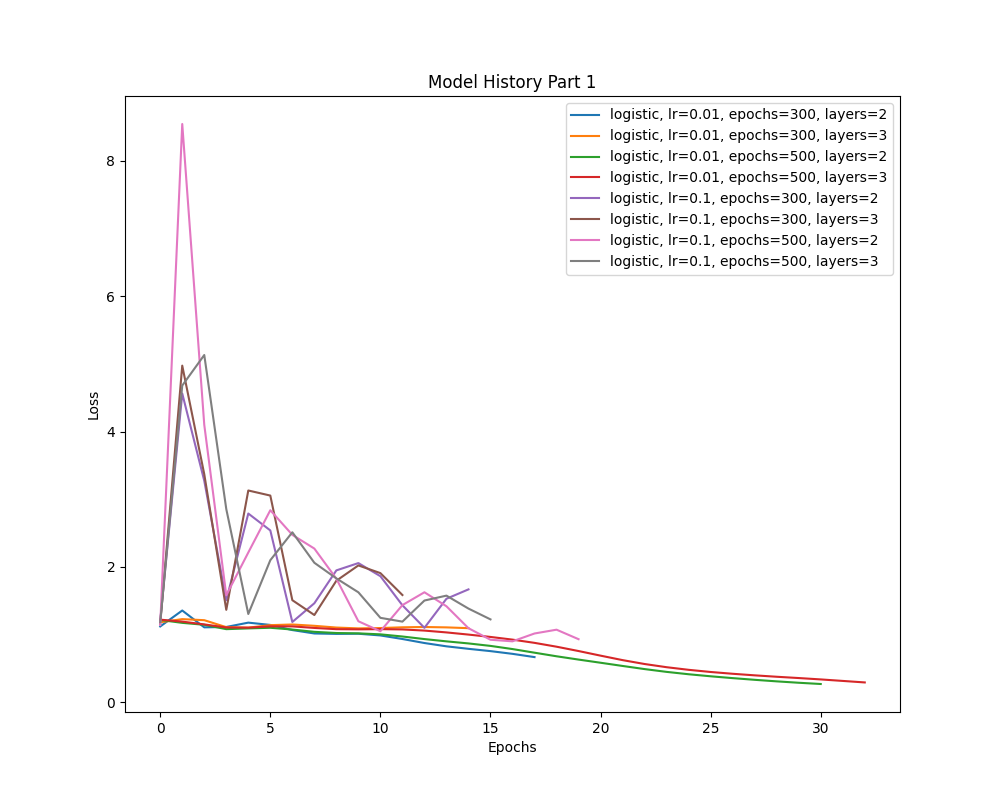 Model History Part 1
logistic, lr=0.01, epochs=300, layers=2
logistic, lr=0.01, epochs=300, layers=3
logistic, lr=0.01, epochs=500, layers=2
logistic, lr=0.01, epochs=500, layers=3
logistic, lr=0.1, epochs=300, layers=2
logistic, lr=0.1, epochs=300, layers=3
logistic, lr=0.1, epochs=500, layers=2
logistic, lr=0.1, epochs=500, layers=3
Loss
8
6
4
2
0
0 5 10 15 20 25 30
Epochs